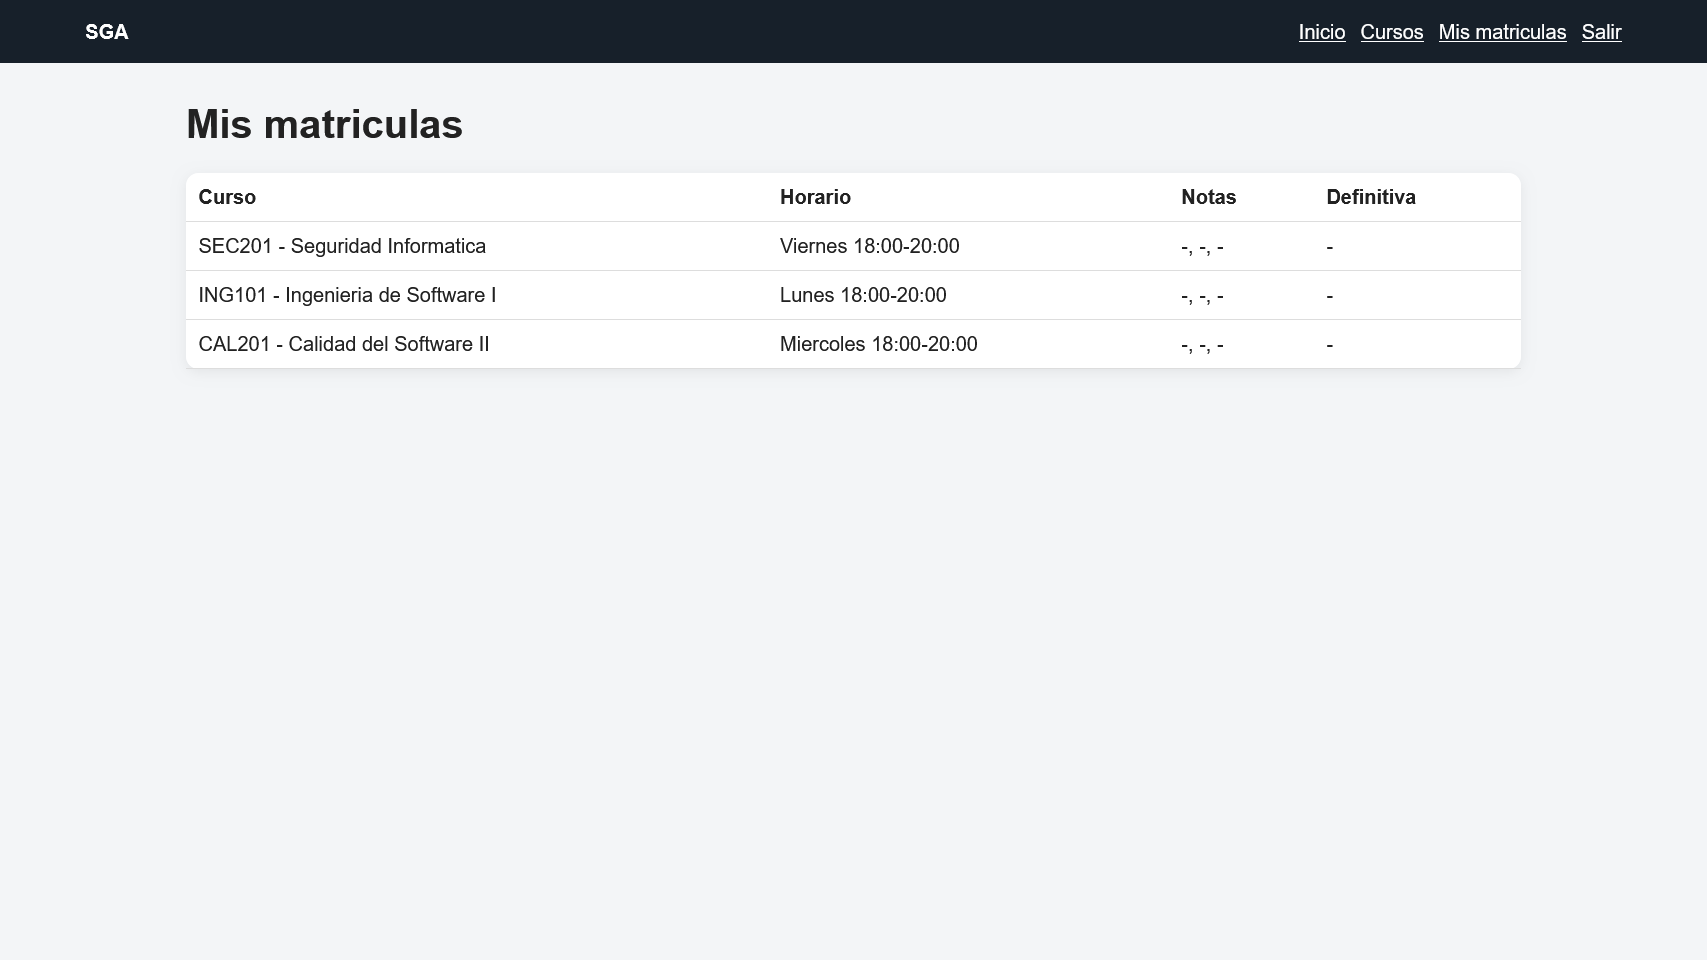 SGA Inicio Cursos Mis matriculas Salir
Mis matriculas
Curso Horario Notas Definitiva
SEC201 - Seguridad Informatica Viernes 18:00-20:00 -, -, - -
ING101 - Ingenieria de Software I Lunes 18:00-20:00 -, -, - -
CAL201 - Calidad del Software II Miercoles 18:00-20:00 -, -, - -